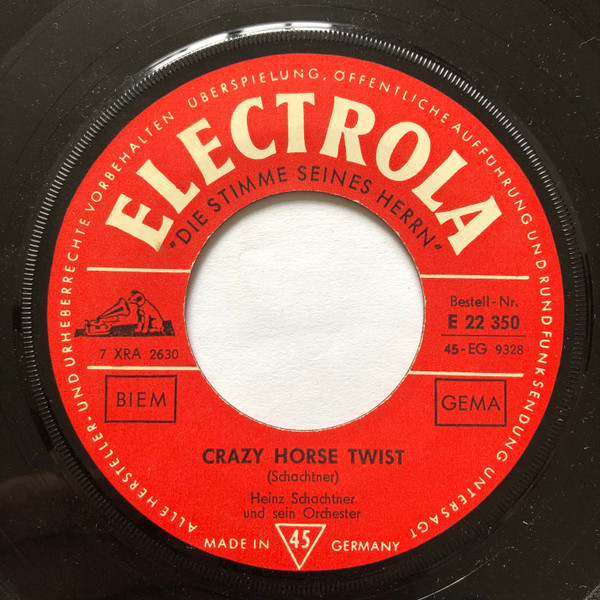 ALLE HERSTELLER- UND URHEBERRECHTE VORBEHALTEN ÜBERSPIELUNG, ÖFFENTLICHE AUFFÜHRUNG UND RUNDFUNKSENDUNG UNTERSAGT
ELECTROLA
"DIE STIMME SEINES HERRN"
Bestell-Nr.
E 22 350
7 XRA 2630
45-EG 9328
BIEM
GEMA
CRAZY HORSE TWIST
(Schachtner)
Heinz Schachtner
und sein Orchester
MADE IN 45 GERMANY